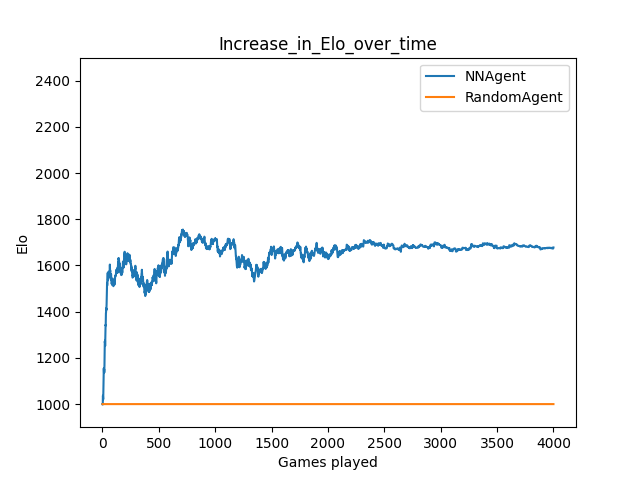 Increase_in_Elo_over_time
NNAgent
RandomAgent
2400
2200
2000
1800
1600
1400
1200
1000
Elo
0 500 1000 1500 2000 2500 3000 3500 4000
Games played